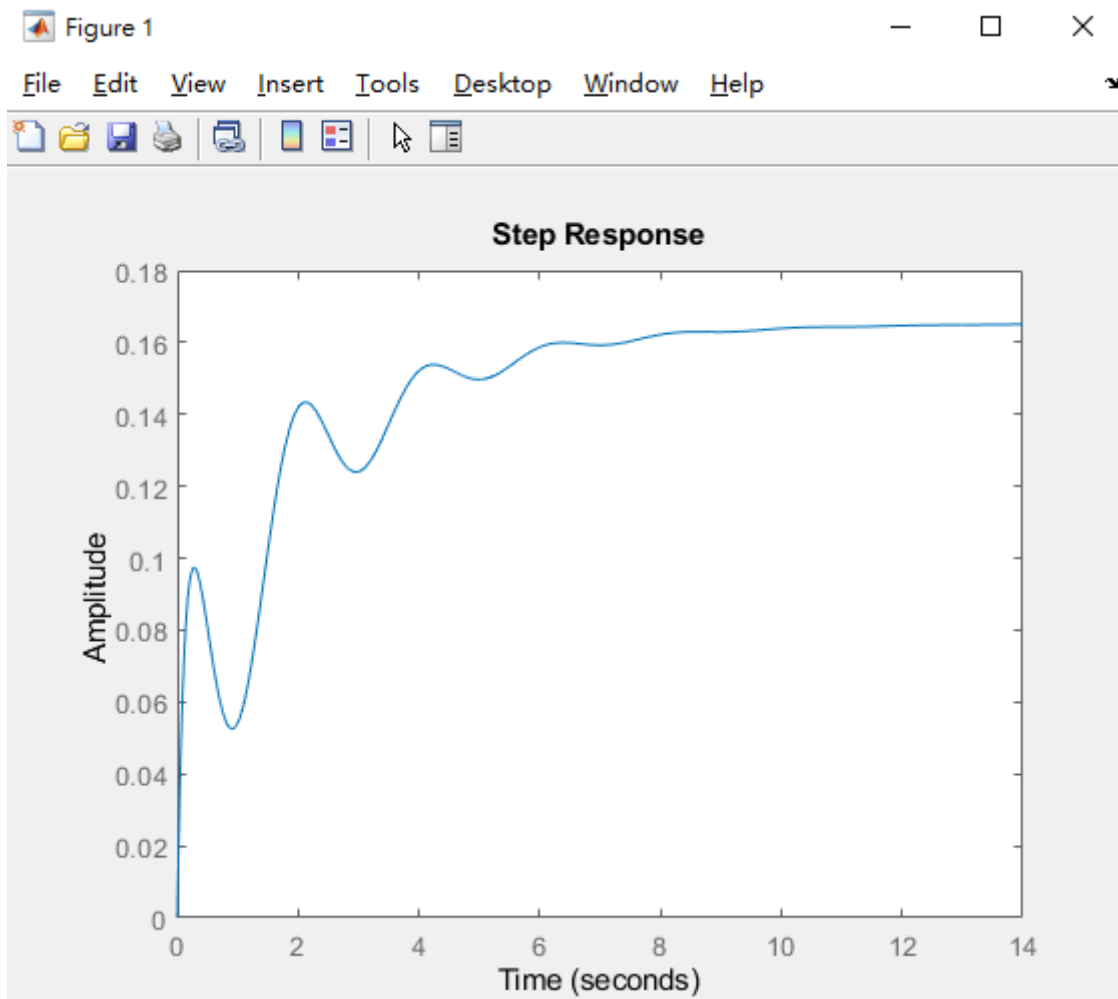 Figure 1
File Edit View Insert Tools Desktop Window Help
Step Response
0.18
0.16
0.14
0.12
0.1
0.08
0.06
0.04
0.02
0
Amplitude
0 2 4 6 8 10 12 14
Time (seconds)